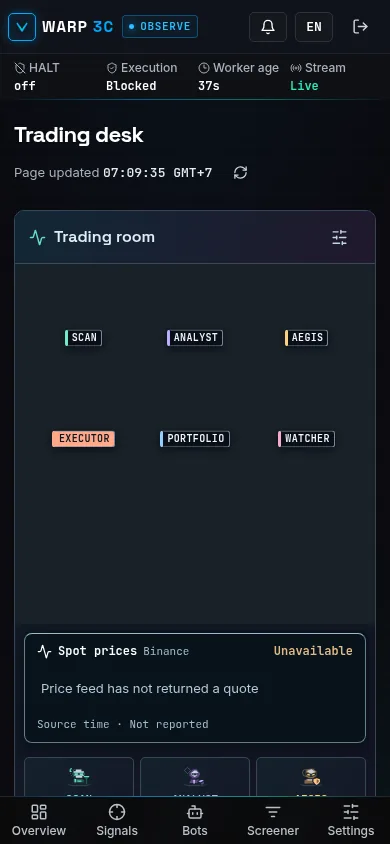 WARP 3C OBSERVE EN
HALT Execution Worker age Stream
off Blocked 37s Live
Trading desk
Page updated 07:09:35 GMT+7
Trading room
SCAN ANALYST AEGIS
EXECUTOR PORTFOLIO WATCHER
Spot prices Binance Unavailable
Price feed has not returned a quote
Source time · Not reported
Overview Signals Bots Screener Settings